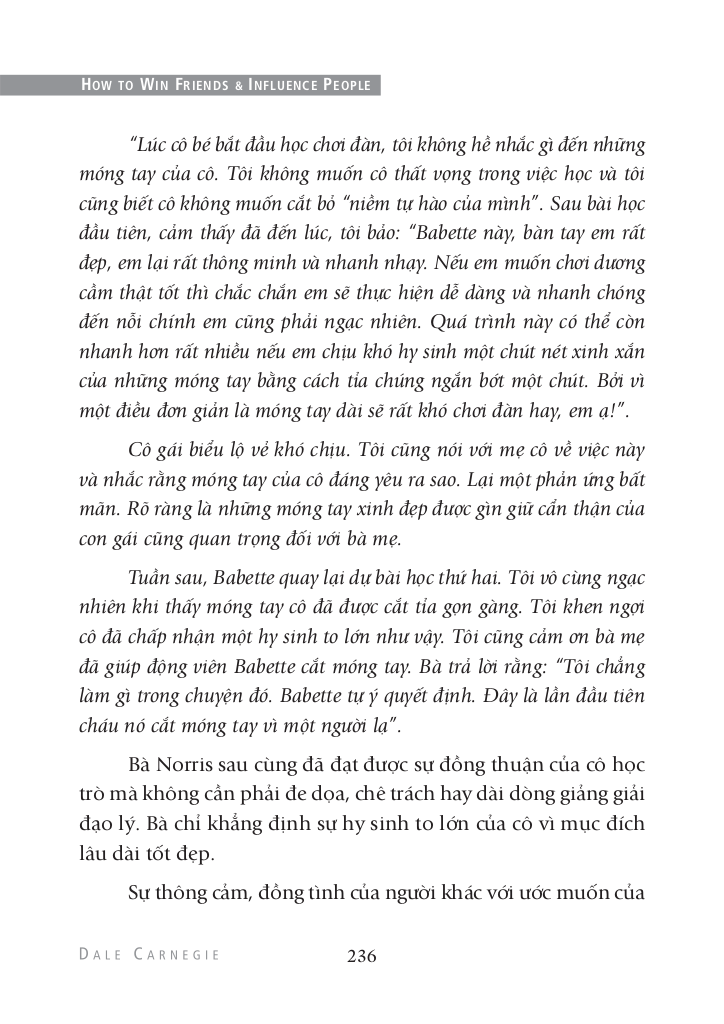 HOW TO WIN FRIENDS & INFLUENCE PEOPLE
“Lúc cô bé bắt đầu học chơi đàn, tôi không hề nhắc gì đến những
móng tay của cô. Tôi không muốn cô thất vọng trong việc học và tôi
cũng biết cô không muốn cắt bỏ “niềm tự hào của mình”. Sau bài học
đầu tiên, cảm thấy đã đến lúc, tôi bảo: “Babette này, bàn tay em rất
đẹp, em lại rất thông minh và nhanh nhạy. Nếu em muốn chơi dương
cầm thật tốt thì chắc chắn em sẽ thực hiện dễ dàng và nhanh chóng
đến nỗi chính em cũng phải ngạc nhiên. Quá trình này có thể còn
nhanh hơn rất nhiều nếu em chịu khó hy sinh một chút nét xinh xắn
của những móng tay bằng cách tỉa chúng ngắn bớt một chút. Bởi vì
một điều đơn giản là móng tay dài sẽ rất khó chơi đàn hay, em ạ!”.
Cô gái biểu lộ vẻ khó chịu. Tôi cũng nói với mẹ cô về việc này
và nhắc rằng móng tay của cô đáng yêu ra sao. Lại một phản ứng bất
mãn. Rõ ràng là những móng tay xinh đẹp được gìn giữ cẩn thận của
con gái cũng quan trọng đối với bà mẹ.
Tuần sau, Babette quay lại dự bài học thứ hai. Tôi vô cùng ngạc
nhiên khi thấy móng tay cô đã được cắt tỉa gọn gàng. Tôi khen ngợi
cô đã chấp nhận một hy sinh to lớn như vậy. Tôi cũng cảm ơn bà mẹ
đã giúp động viên Babette cắt móng tay. Bà trả lời rằng: “Tôi chẳng
làm gì trong chuyện đó. Babette tự ý quyết định. Đây là lần đầu tiên
cháu nó cắt móng tay vì một người lạ”.
Bà Norris sau cùng đã đạt được sự đồng thuận của cô học
trò mà không cần phải đe dọa, chê trách hay dài dòng giảng giải
đạo lý. Bà chỉ khẳng định sự hy sinh to lớn của cô vì mục đích
lâu dài tốt đẹp.
Sự thông cảm, đồng tình của người khác với ước muốn của
DALE CARNEGIE 236